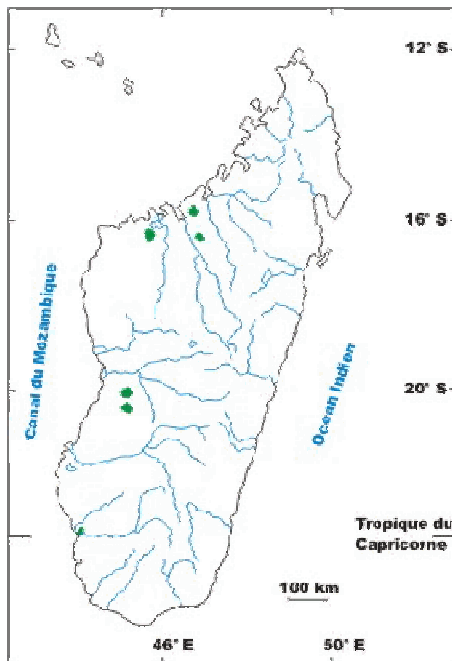 12° S
16° S
Canal du Mozambique
20° S
Ocean Indien
Tropique du
Capricorne
100 km
46° E
50° E